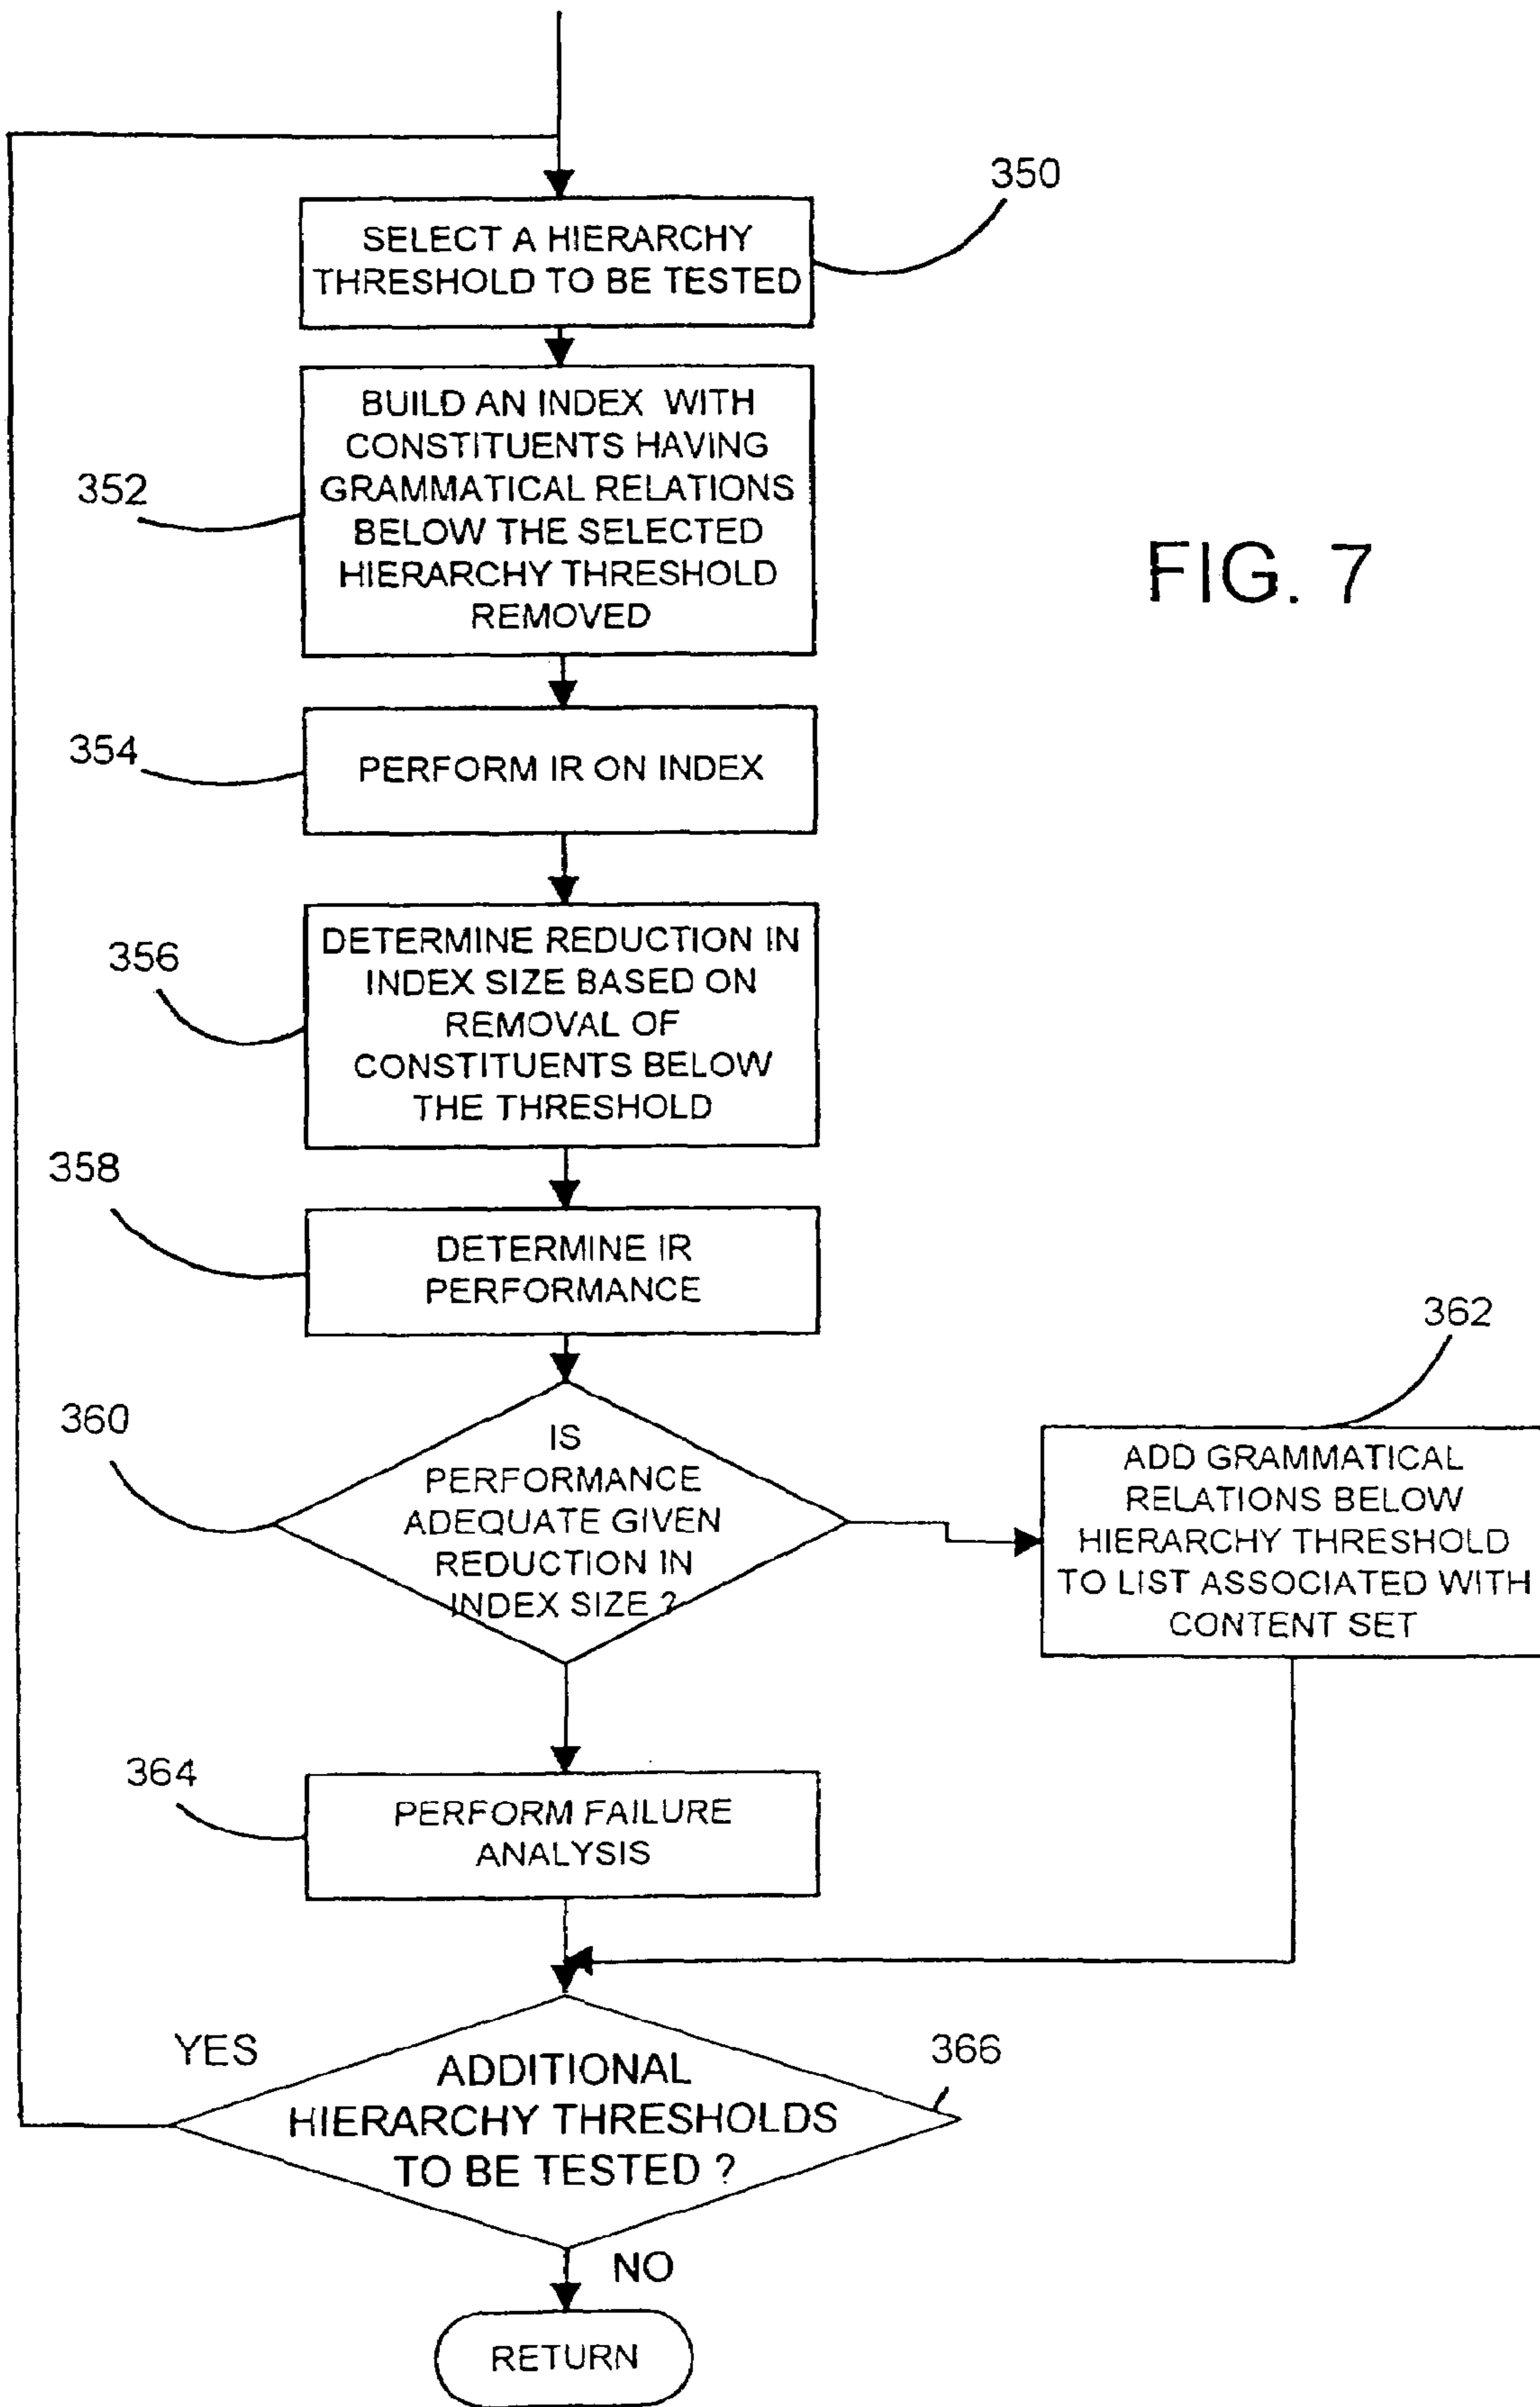 350
SELECT A HIERARCHY
THRESHOLD TO BE TESTED
352
BUILD AN INDEX WITH
CONSTITUENTS HAVING
GRAMMATICAL RELATIONS
BELOW THE SELECTED
HIERARCHY THRESHOLD
REMOVED
FIG. 7
354
PERFORM IR ON INDEX
356
DETERMINE REDUCTION IN
INDEX SIZE BASED ON
REMOVAL OF
CONSTITUENTS BELOW
THE THRESHOLD
358
DETERMINE IR
PERFORMANCE
360
IS
PERFORMANCE
ADEQUATE GIVEN
REDUCTION IN
INDEX SIZE ?
362
ADD GRAMMATICAL
RELATIONS BELOW
HIERARCHY THRESHOLD
TO LIST ASSOCIATED WITH
CONTENT SET
364
PERFORM FAILURE
ANALYSIS
YES
366
ADDITIONAL
HIERARCHY THRESHOLDS
TO BE TESTED ?
NO
RETURN